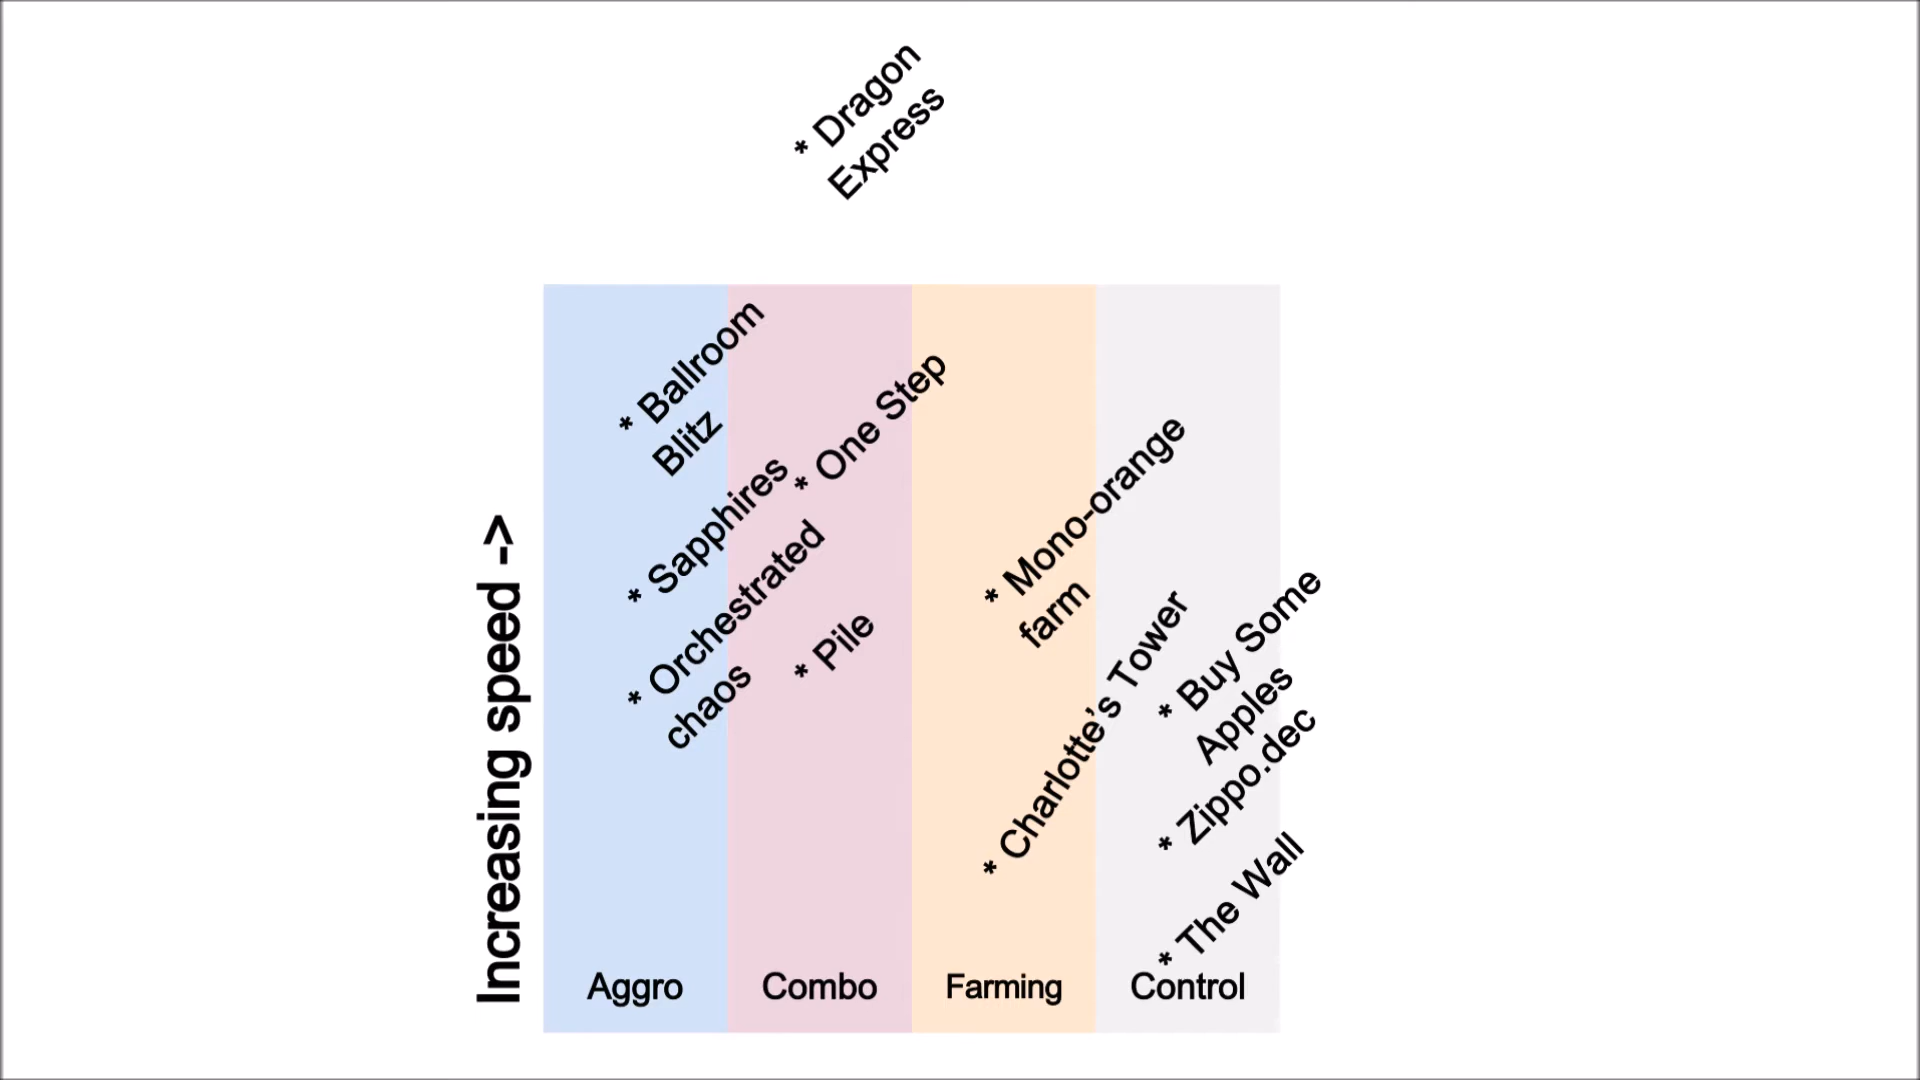 * Dragon
Express
* Ballroom
Blitz
* One Step
* Sapphires
* Mono-orange
farm
* Orchestrated
chaos
* Pile
* Buy Some
Apples
* Charlotte's Tower
* Zippo.dec
* The Wall
Increasing speed ->
Aggro
Combo
Farming
Control